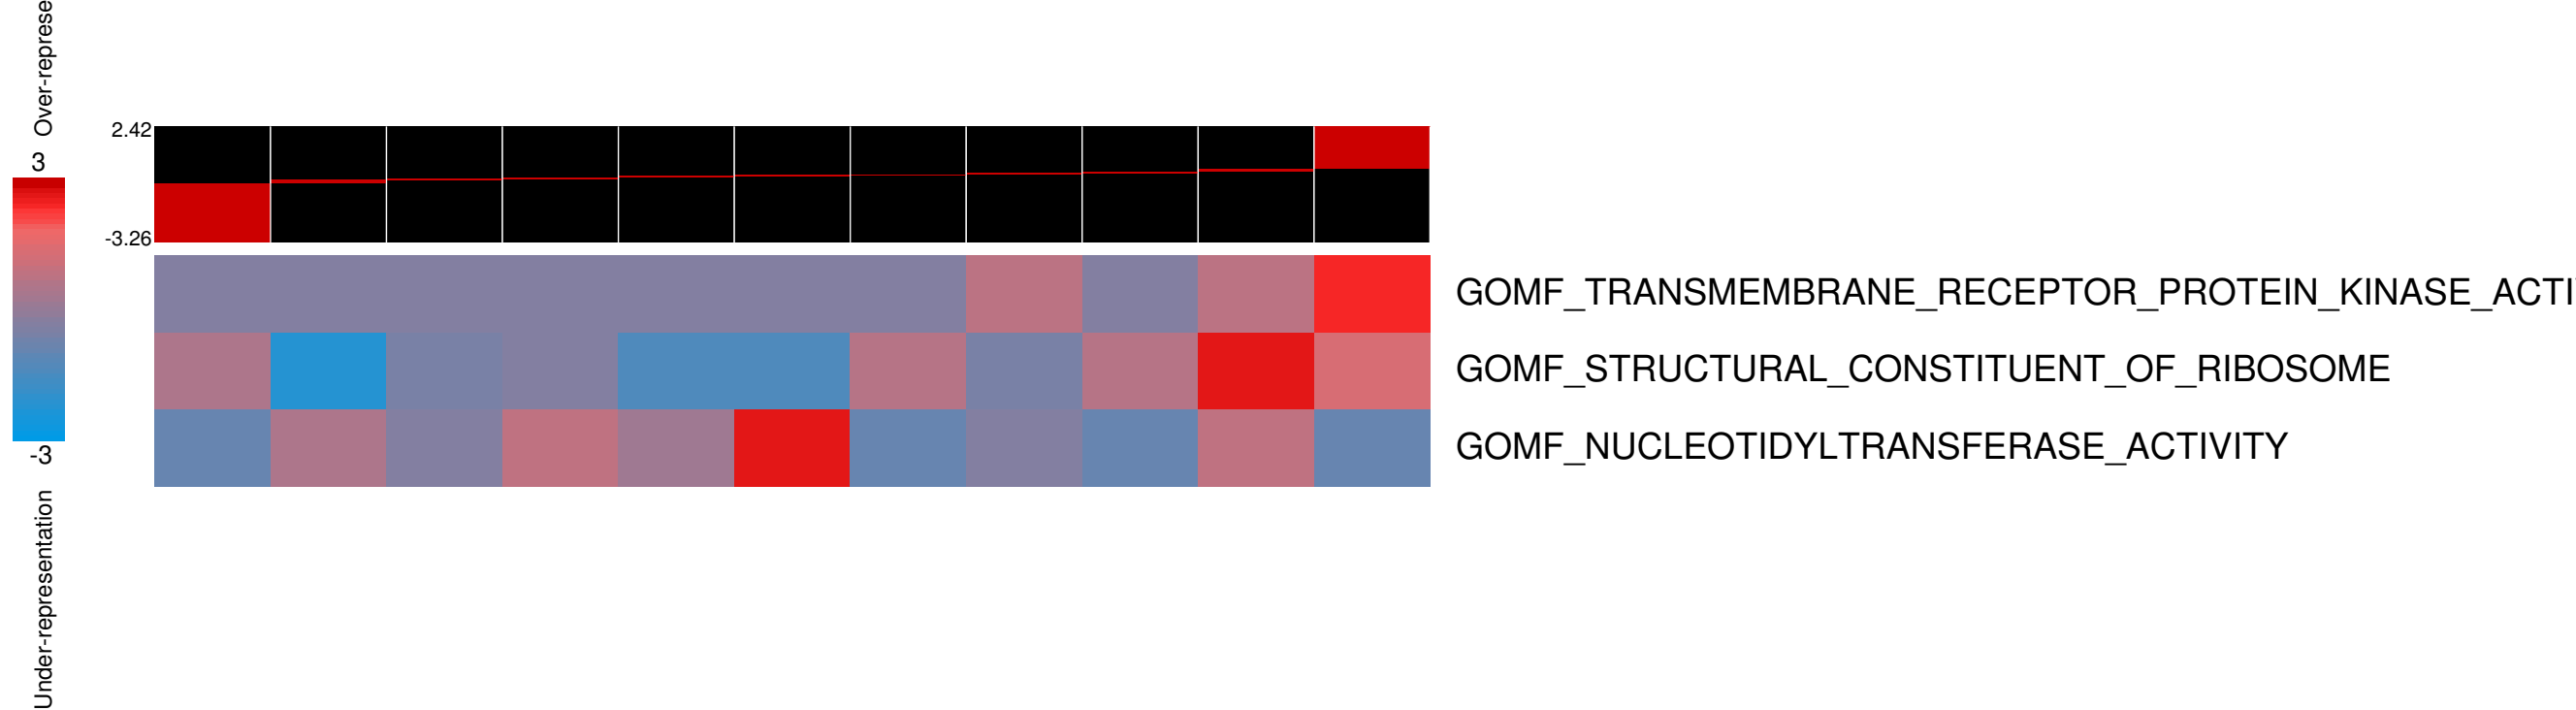 Over-represe
2.42
3
-3.26
GOMF_TRANSMEMBRANE_RECEPTOR_PROTEIN_KINASE_ACTI
GOMF_STRUCTURAL_CONSTITUENT_OF_RIBOSOME
GOMF_NUCLEOTIDYLTRANSFERASE_ACTIVITY
-3
Under-representation